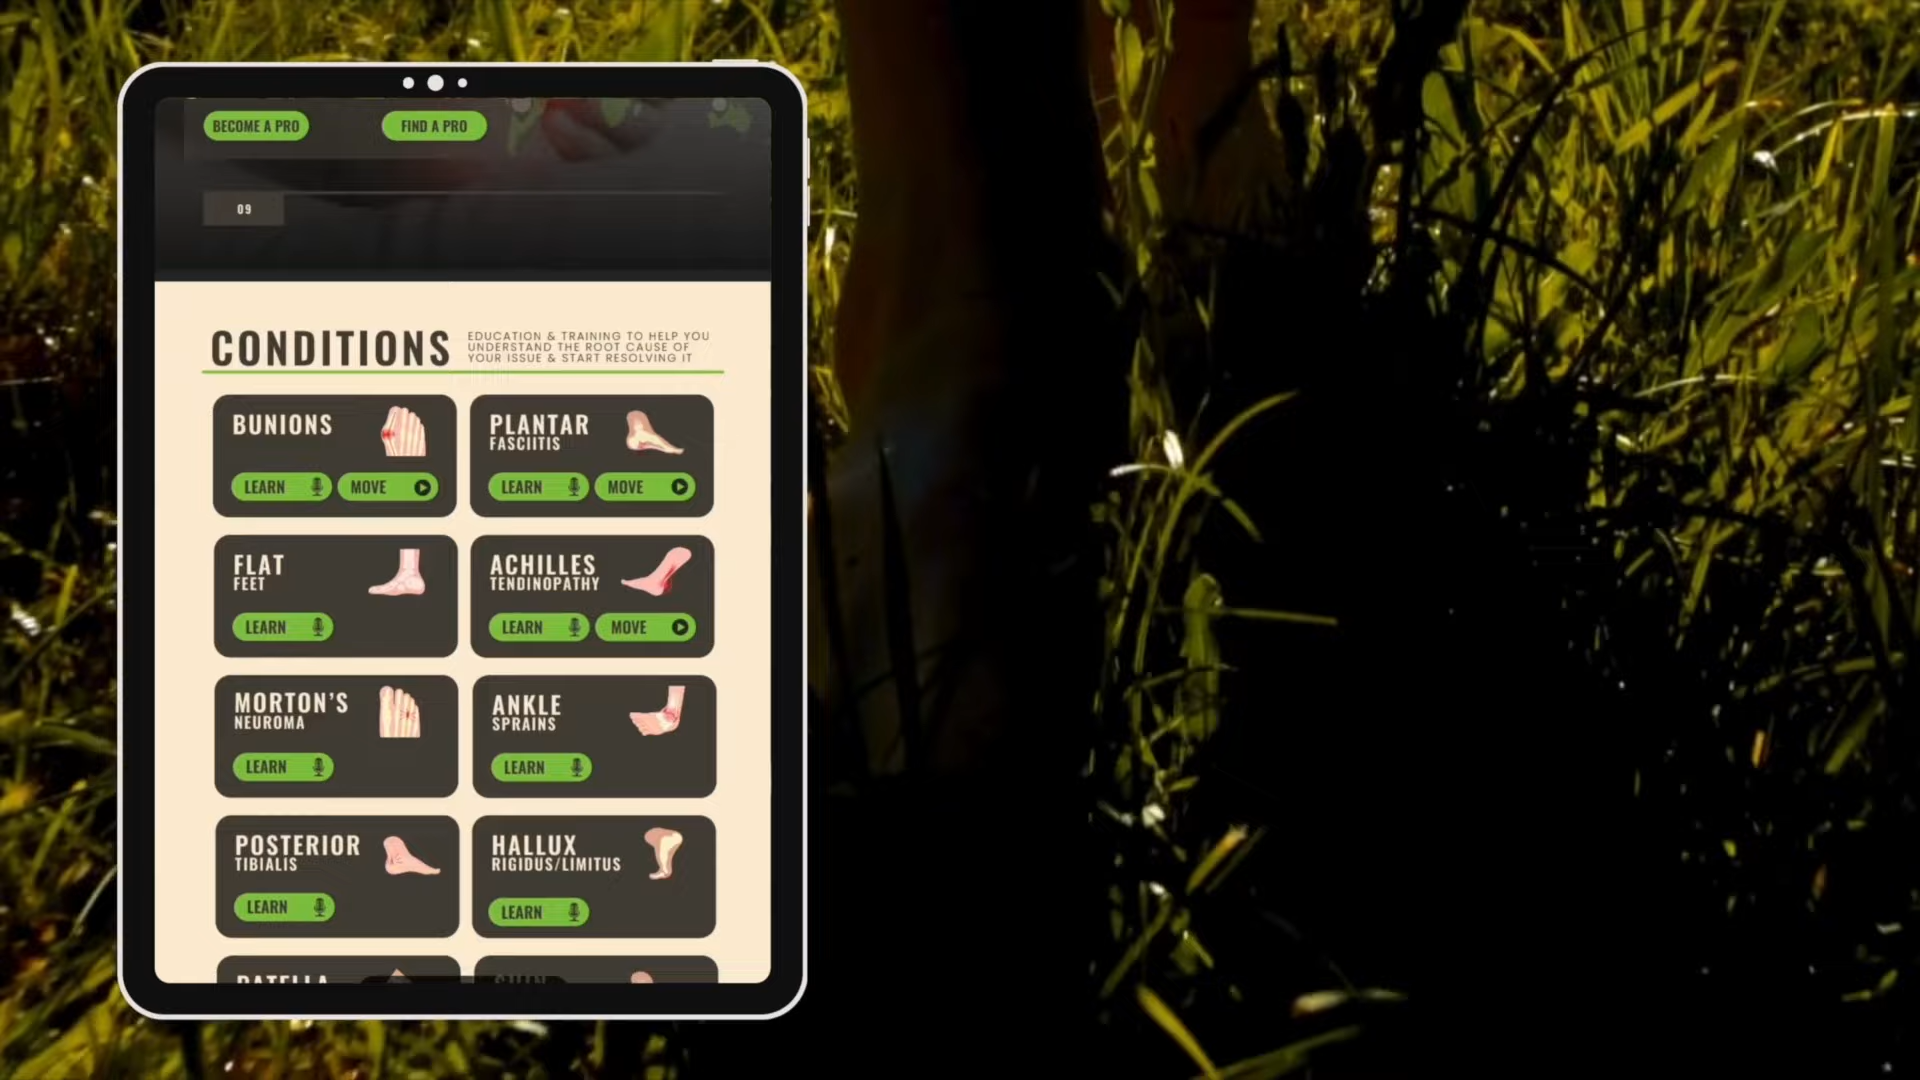 BECOME A PRO
FIND A PRO
09
CONDITIONS
EDUCATION & TRAINING TO HELP YOU
UNDERSTAND THE ROOT CAUSE OF
YOUR ISSUE & START RESOLVING IT
BUNIONS
LEARN
MOVE
PLANTAR
FASCIITIS
LEARN
MOVE
FLAT
FEET
LEARN
ACHILLES
TENDINOPATHY
LEARN
MOVE
MORTON'S
NEUROMA
LEARN
ANKLE
SPRAINS
LEARN
POSTERIOR
TIBIALIS
LEARN
HALLUX
RIGIDUS/LIMITUS
LEARN
PATELLA